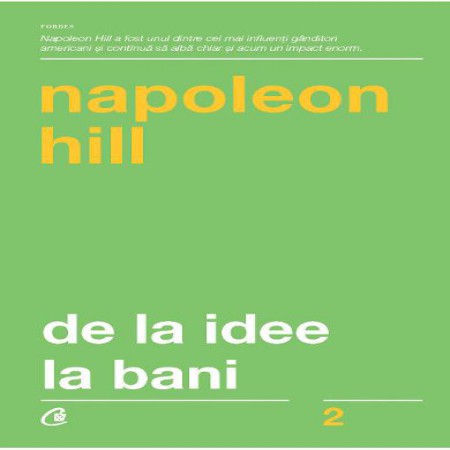 FORBES
Napoleon Hill a fost unul dintre cei mai influenți gânditori
americani și continuă să aibă chiar și acum un impact enorm.
napoleon
hill
de la idee
la bani
2